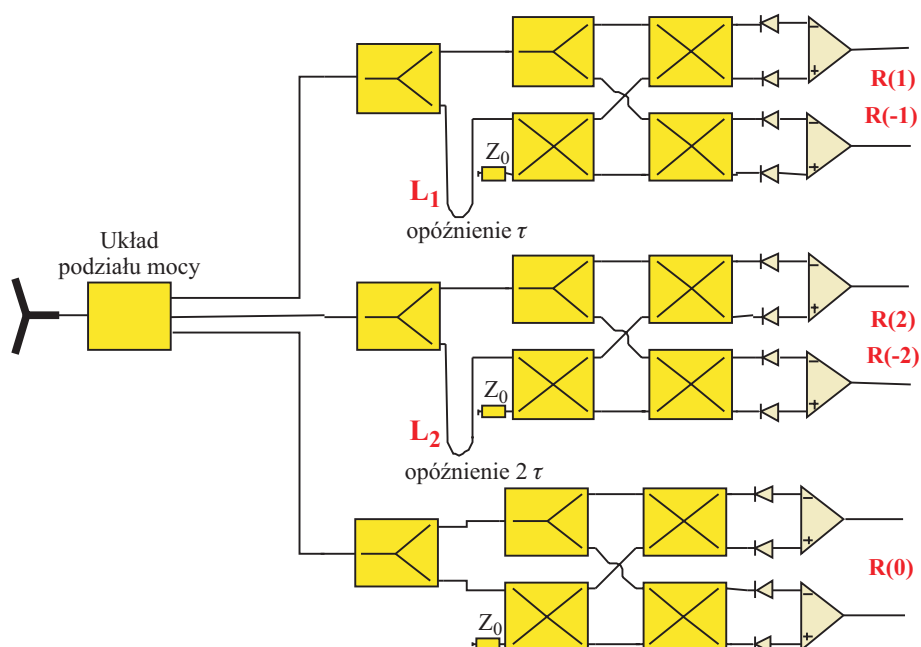 R(1)
R(-1)
Z0
L1
opóźnienie τ
Układ
podziału mocy
R(2)
R(-2)
Z0
L2
opóźnienie 2 τ
R(0)
Z0